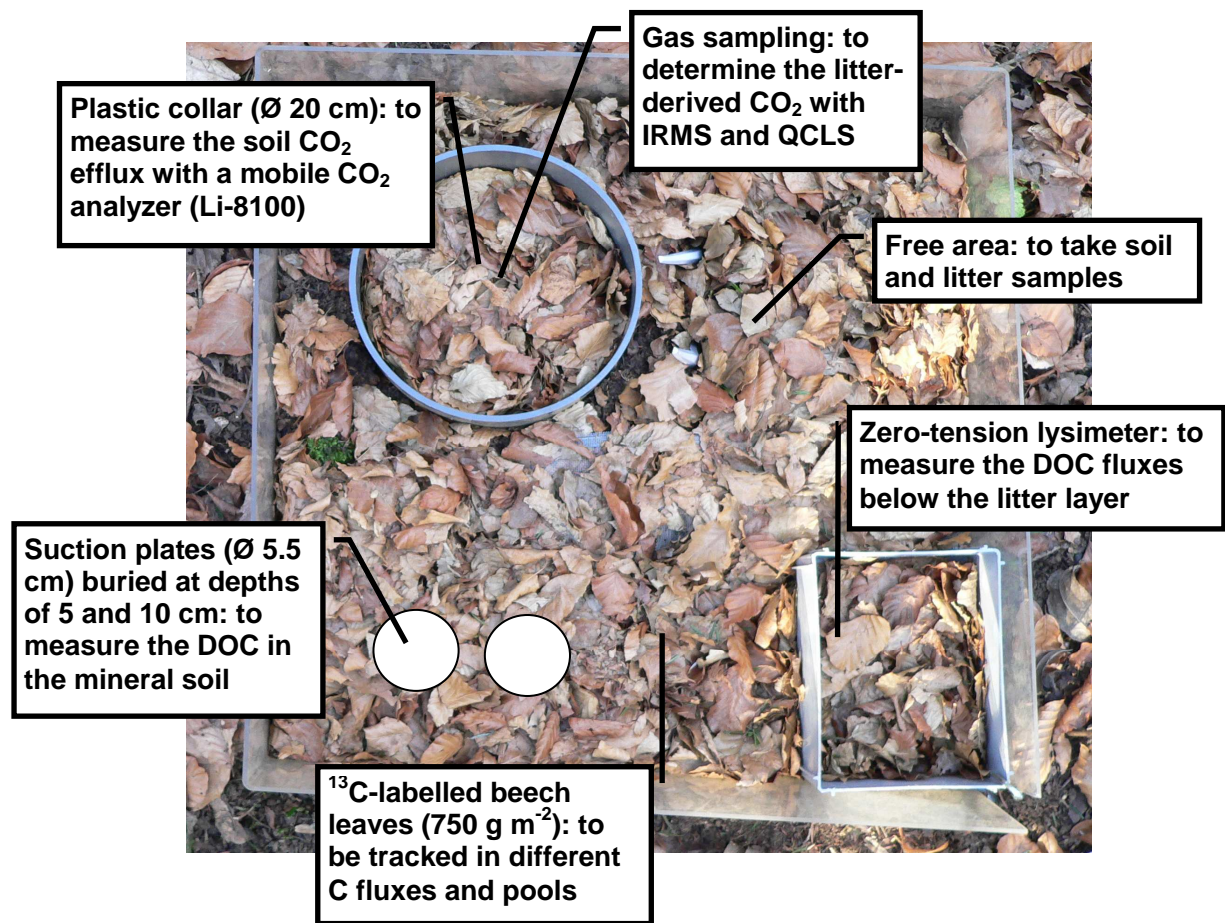 Gas sampling: to
determine the litter-
derived CO₂ with
IRMS and QCLS
Plastic collar (Ø 20 cm): to
measure the soil CO₂
efflux with a mobile CO₂
analyzer (Li-8100)
Free area: to take soil
and litter samples
Zero-tension lysimeter: to
measure the DOC fluxes
below the litter layer
Suction plates (Ø 5.5
cm) buried at depths
of 5 and 10 cm: to
measure the DOC in
the mineral soil
¹³C-labelled beech
leaves (750 g m⁻²): to
be tracked in different
C fluxes and pools